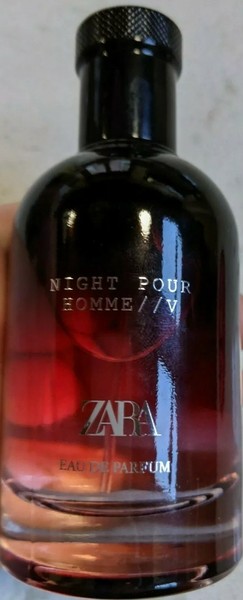 NIGHT POUR
HOMME//V
ZARA
EAU DE PARFUM